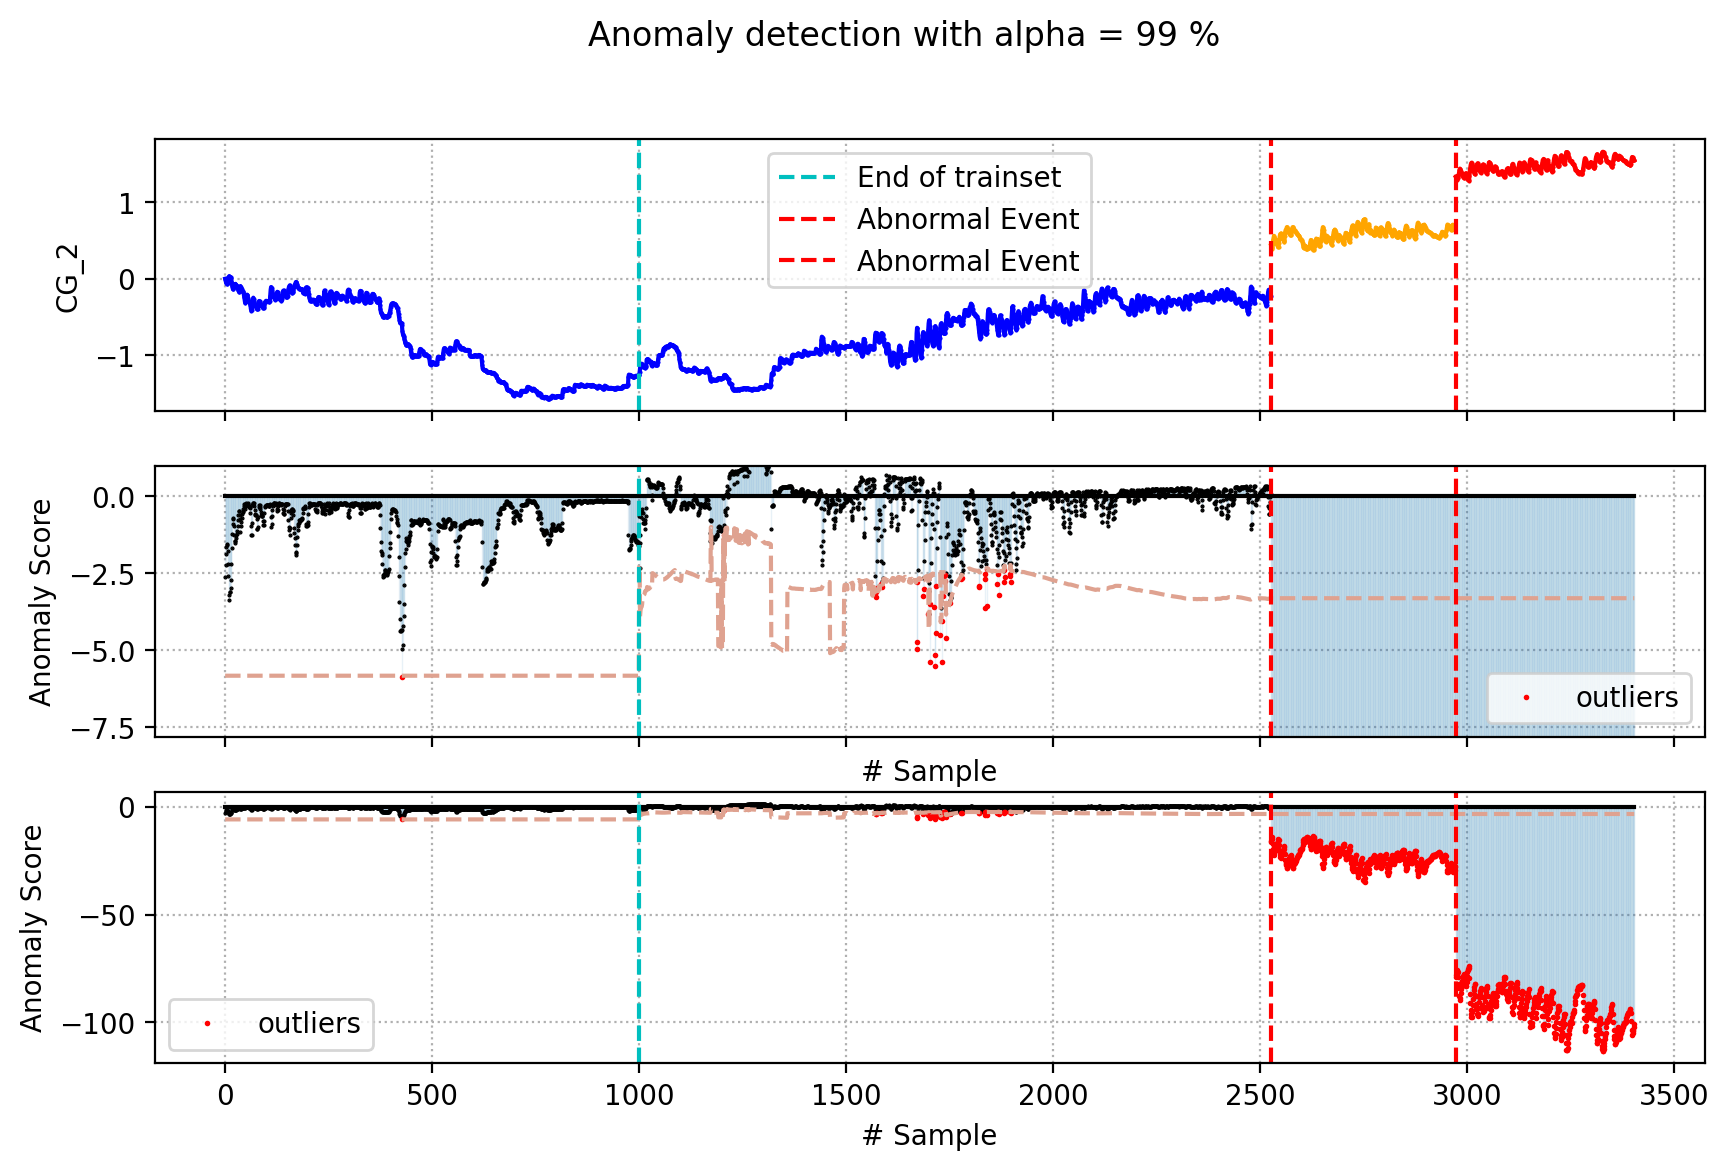 Anomaly detection with alpha = 99 %
CG_2
1
0
−1
End of trainset
Abnormal Event
Abnormal Event
Anomaly Score
0.0
−2.5
−5.0
−7.5
outliers
# Sample
Anomaly Score
0
−50
−100
outliers
0 500 1000 1500 2000 2500 3000 3500
# Sample